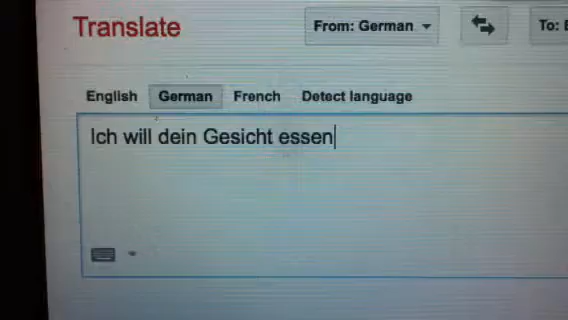 Translate
From: German
To:
English German French Detect language
Ich will dein Gesicht essen